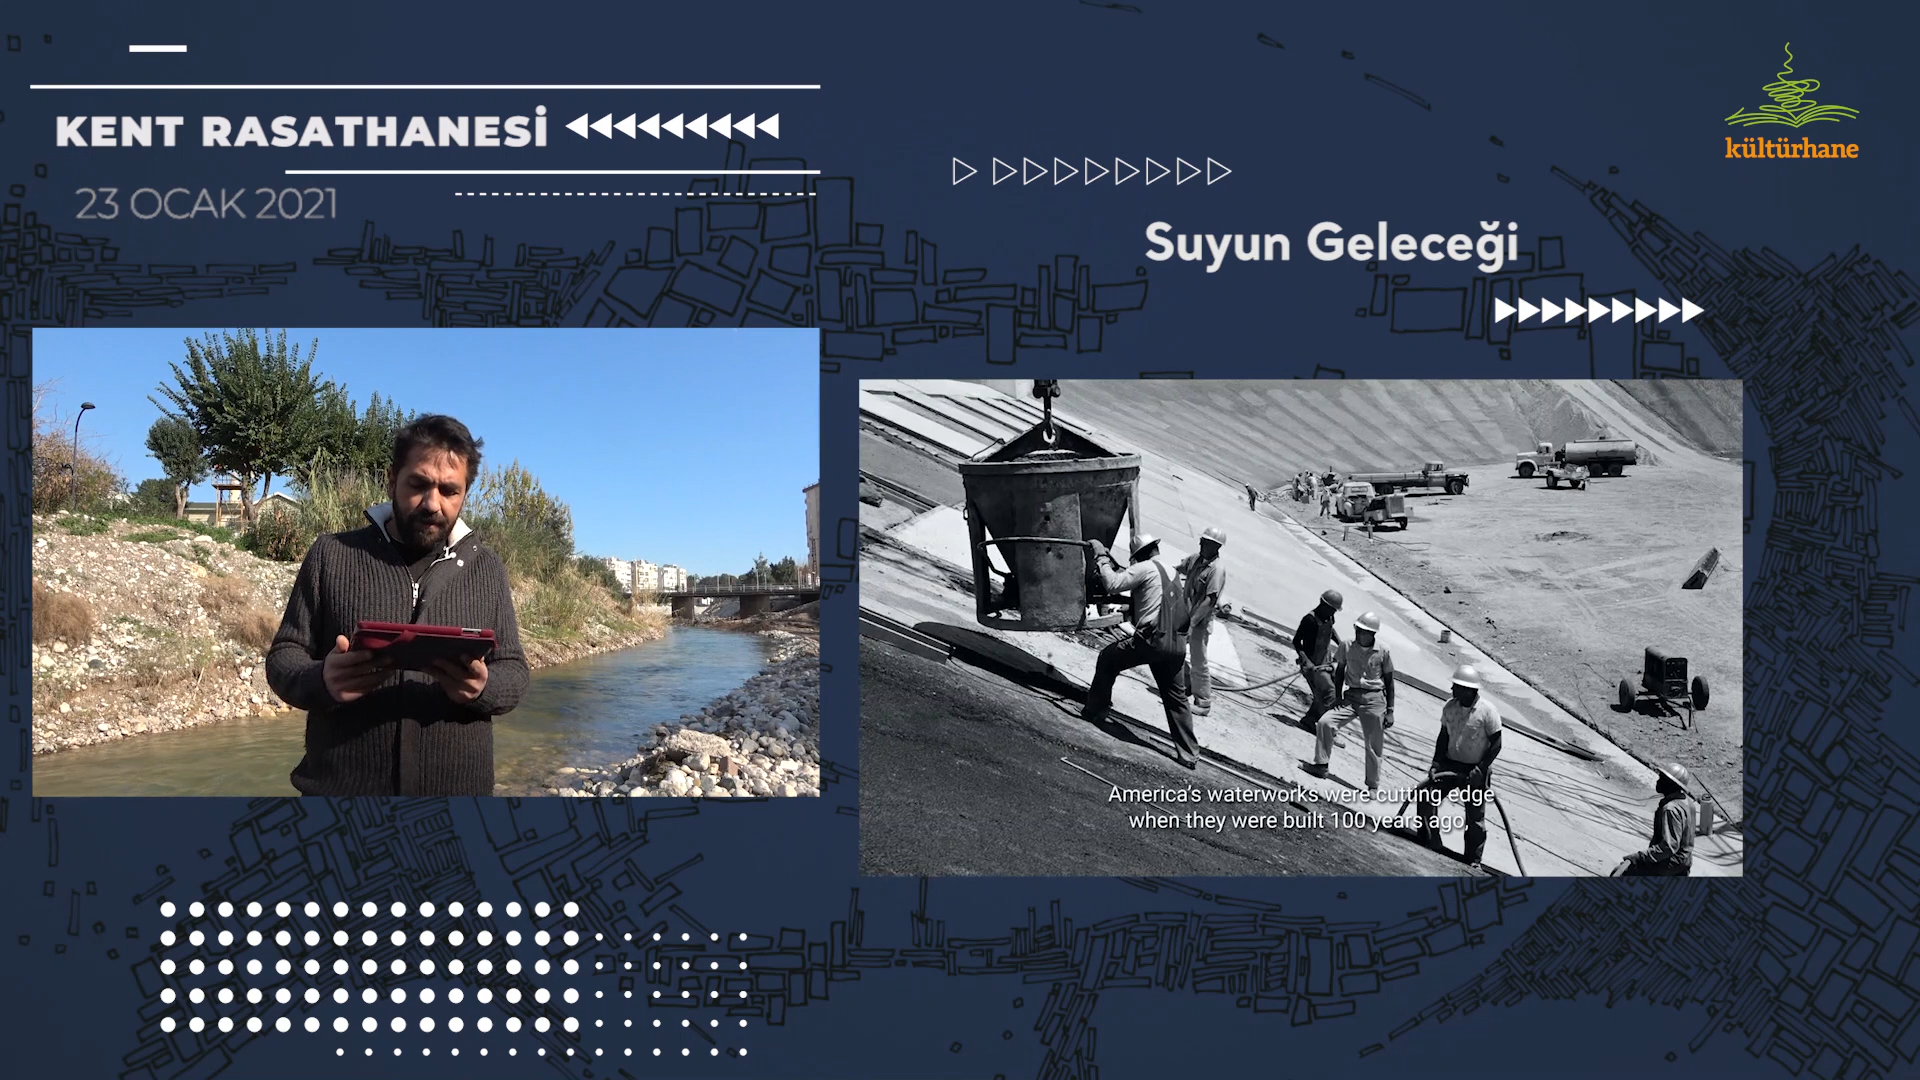 KENT RASATHANESİ
23 OCAK 2021
kültürhane
Suyun Geleceği
America's waterworks were cutting edge
when they were built 100 years ago,